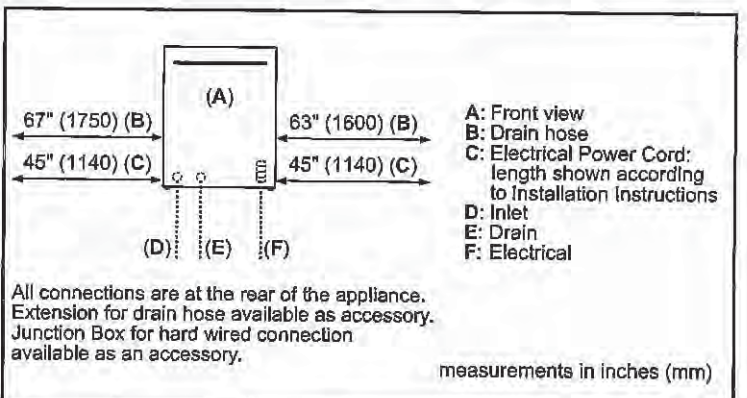 (A)
67" (1750) (B)
63" (1600) (B)
45" (1140) (C)
45" (1140) (C)
(D) (E) (F)
A: Front view
B: Drain hose
C: Electrical Power Cord:
length shown according
to Installation Instructions
D: Inlet
E: Drain
F: Electrical
All connections are at the rear of the appliance.
Extension for drain hose available as accessory.
Junction Box for hard wired connection
available as an accessory.
measurements in inches (mm)